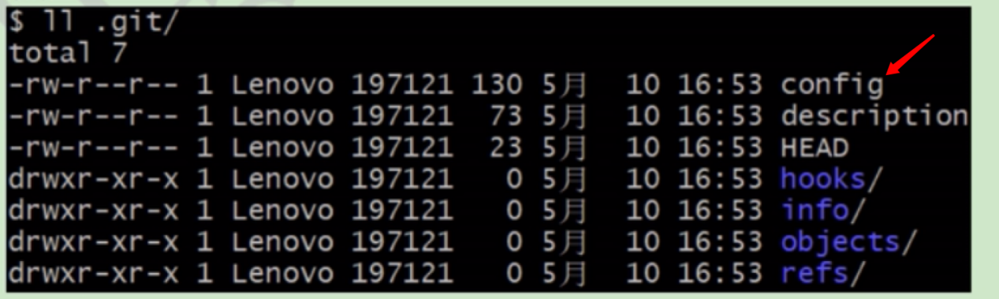 $ ll .git/
total 7
-rw-r--r-- 1 Lenovo 197121 130 5月  10 16:53 config
-rw-r--r-- 1 Lenovo 197121  73 5月  10 16:53 description
-rw-r--r-- 1 Lenovo 197121  23 5月  10 16:53 HEAD
drwxr-xr-x 1 Lenovo 197121   0 5月  10 16:53 hooks/
drwxr-xr-x 1 Lenovo 197121   0 5月  10 16:53 info/
drwxr-xr-x 1 Lenovo 197121   0 5月  10 16:53 objects/
drwxr-xr-x 1 Lenovo 197121   0 5月  10 16:53 refs/